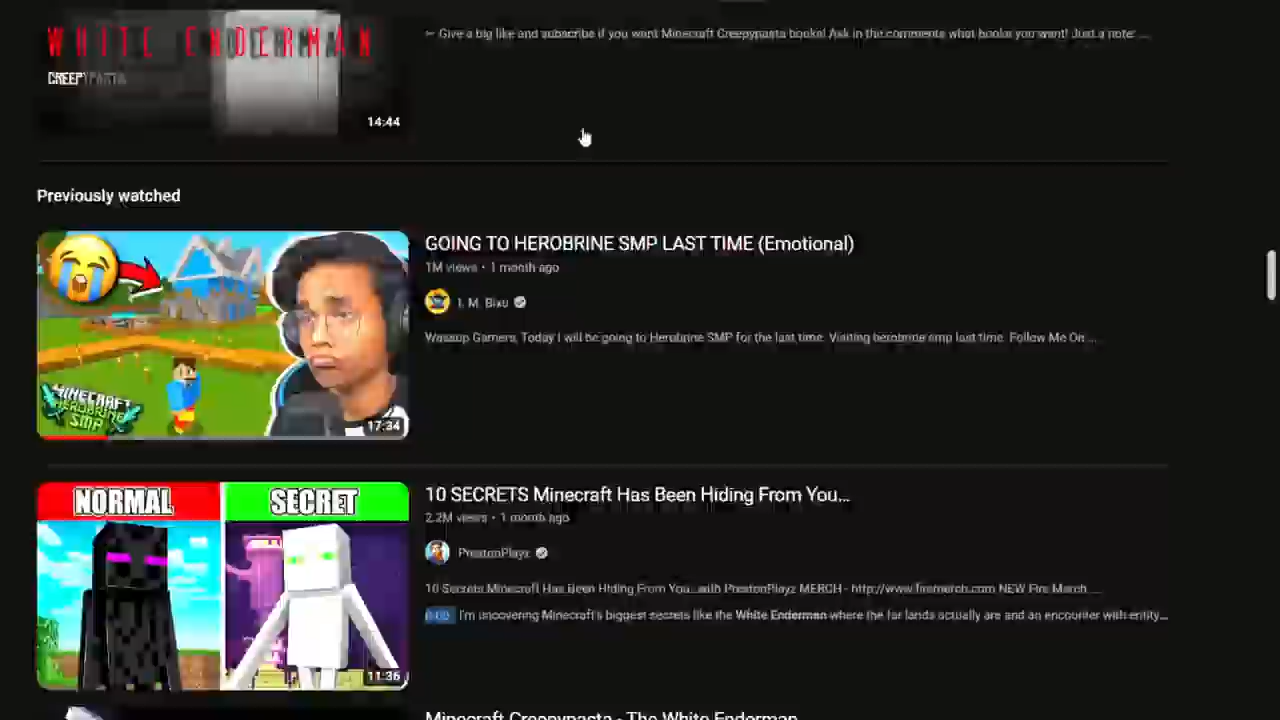 WHITE ENDERMAN
CREEPYPASTA
14:44
– Give a big like and subscribe if you want Minecraft Creepypasta books! Ask in the comments what books you want! Just a note: ...
Previously watched
GOING TO HEROBRINE SMP LAST TIME (Emotional)
1M views • 1 month ago
I. M. Bixu
Wassup Gamers, Today I will be going to Herobrine SMP for the last time. Visiting herobrine smp last time. Follow Me On ...
MINECRAFT
HEROBRINE
SMP
17:34
NORMAL
SECRET
10 SECRETS Minecraft Has Been Hiding From You...
2.2M views • 1 month ago
PrestonPlayz
10 Secrets Minecraft Has Been Hiding From You...with PrestonPlayz MERCH - http://www.firemerch.com NEW Fire Merch ...
0:00 I'm uncovering Minecraft's biggest secrets like the White Enderman where the far lands actually are and an encounter with entity...
11:36
Minecraft Creepypasta - The White Enderman